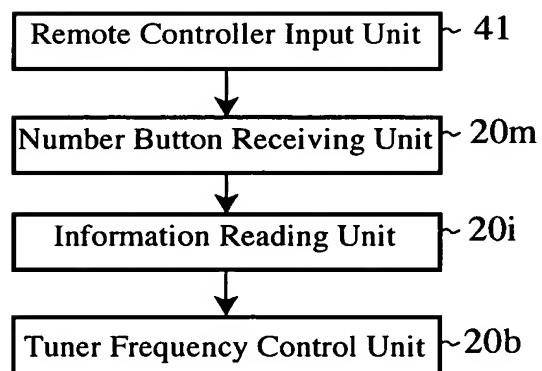 Remote Controller Input Unit ~ 41
Number Button Receiving Unit ~ 20m
Information Reading Unit ~ 20i
Tuner Frequency Control Unit ~ 20b